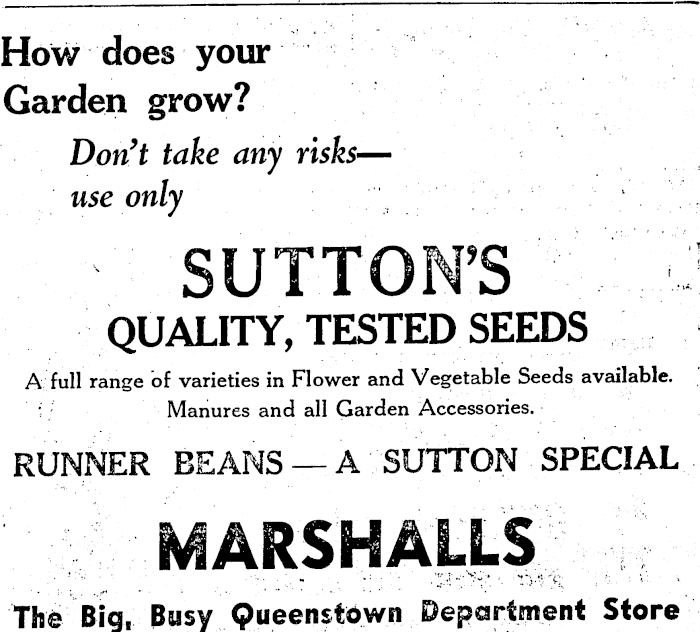 How does your
Garden grow?
Don't take any risks—
use only
SUTTON'S
QUALITY, TESTED SEEDS
A full range of varieties in Flower and Vegetable Seeds available.
Manures and all Garden Accessories.
RUNNER BEANS — A SUTTON SPECIAL
MARSHALLS
The Big, Busy Queenstown Department Store